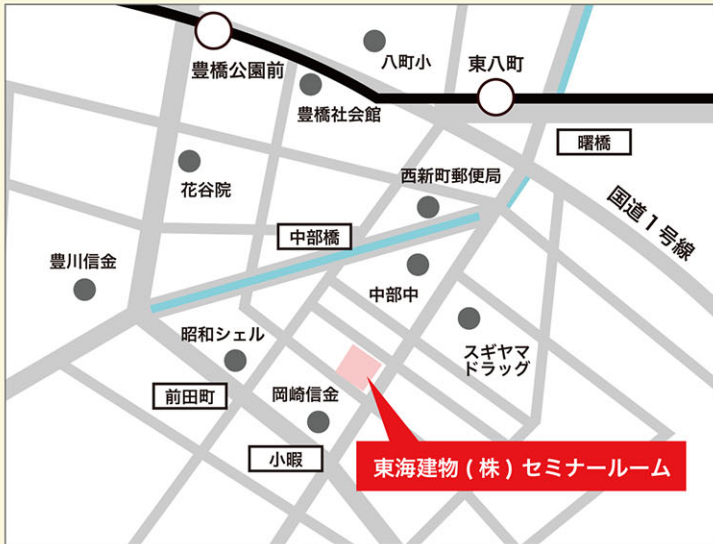 八町小
豊橋公園前
東八町
豊橋社会館
曙橋
花谷院
西新町郵便局
国道1号線
中部橋
豊川信金
中部中
昭和シェル
スギヤマ
ドラッグ
前田町
岡崎信金
小暇
東海建物(株)セミナールーム